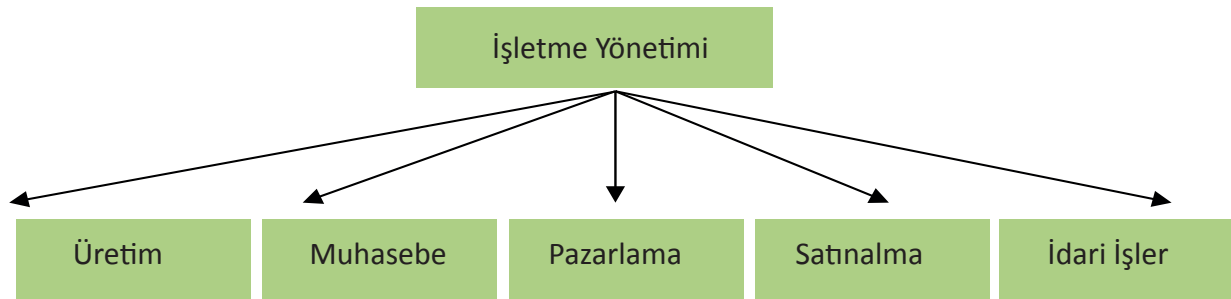 İşletme Yönetimi
Üretim
Muhasebe
Pazarlama
Satınalma
İdari İşler